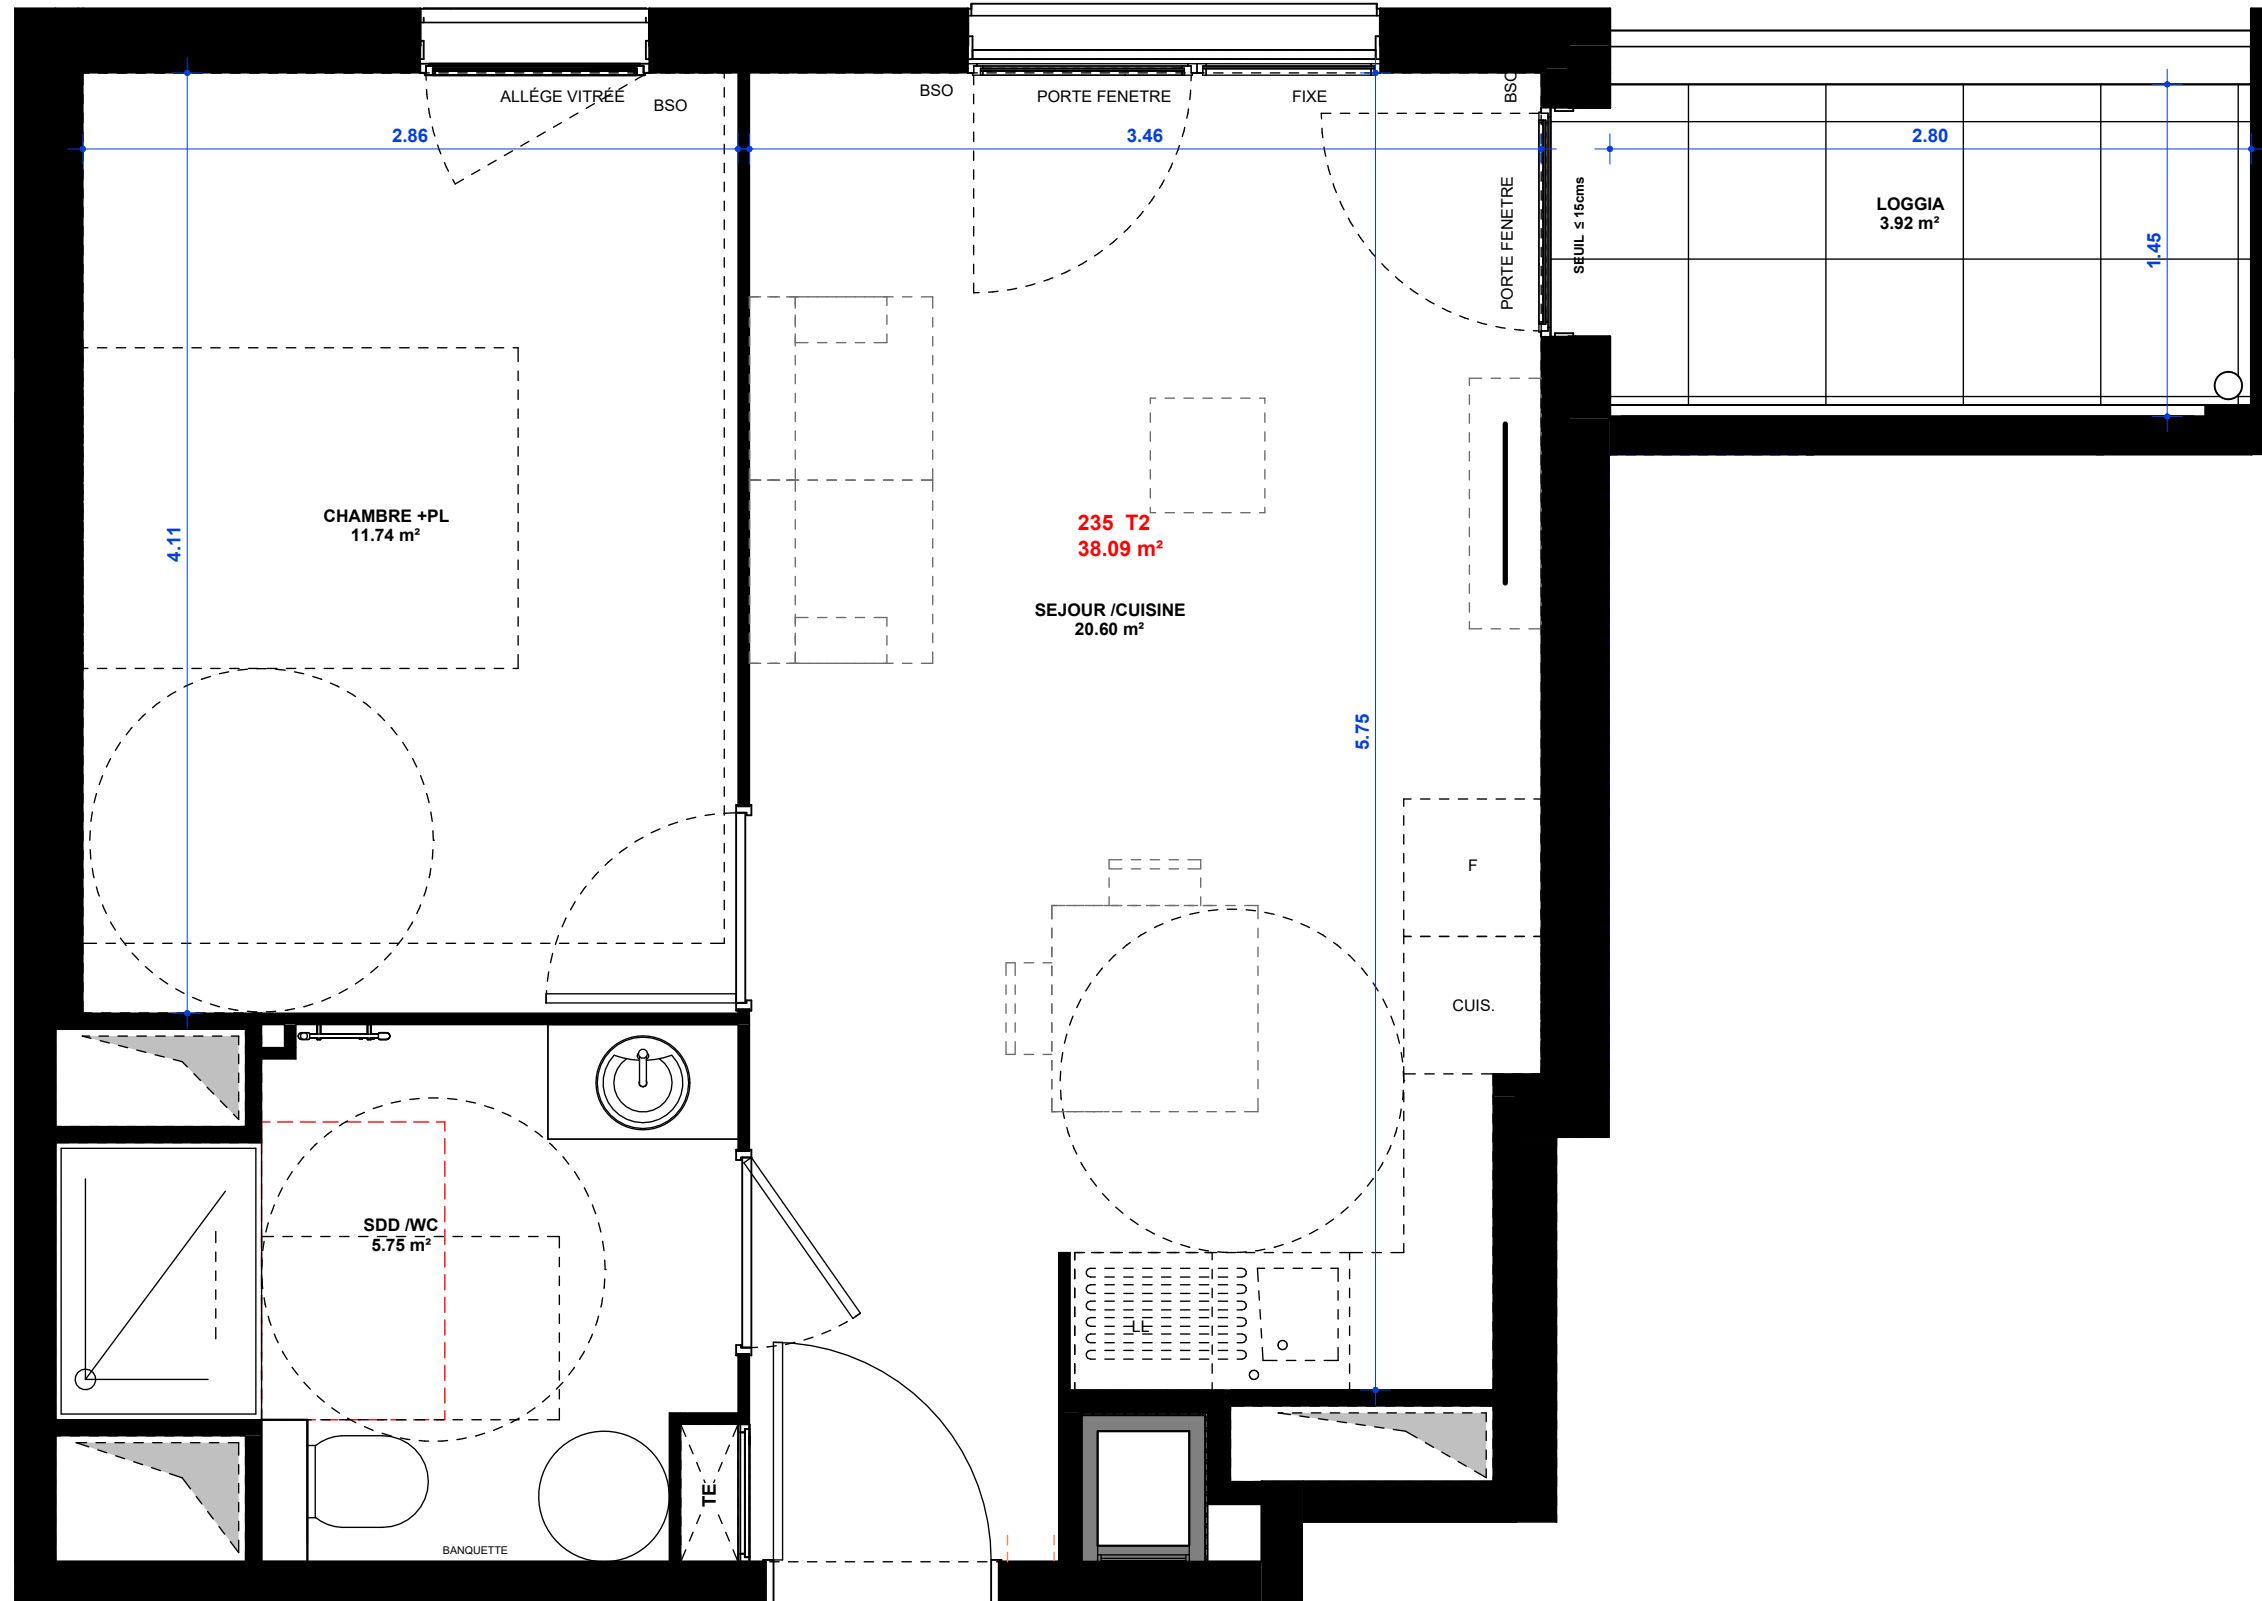 ALLÉGE VITRÉE
BSO
BSO
PORTE FENETRE
FIXE
BSO
2.86
3.46
2.80
PORTE FENETRE
SEUIL ≤ 15cms
LOGGIA
3.92 m²
1.45
CHAMBRE +PL
11.74 m²
4.11
235 T2
38.09 m²
SEJOUR /CUISINE
20.60 m²
5.75
F
CUIS.
SDD /WC
5.75 m²
LL
TE
BANQUETTE